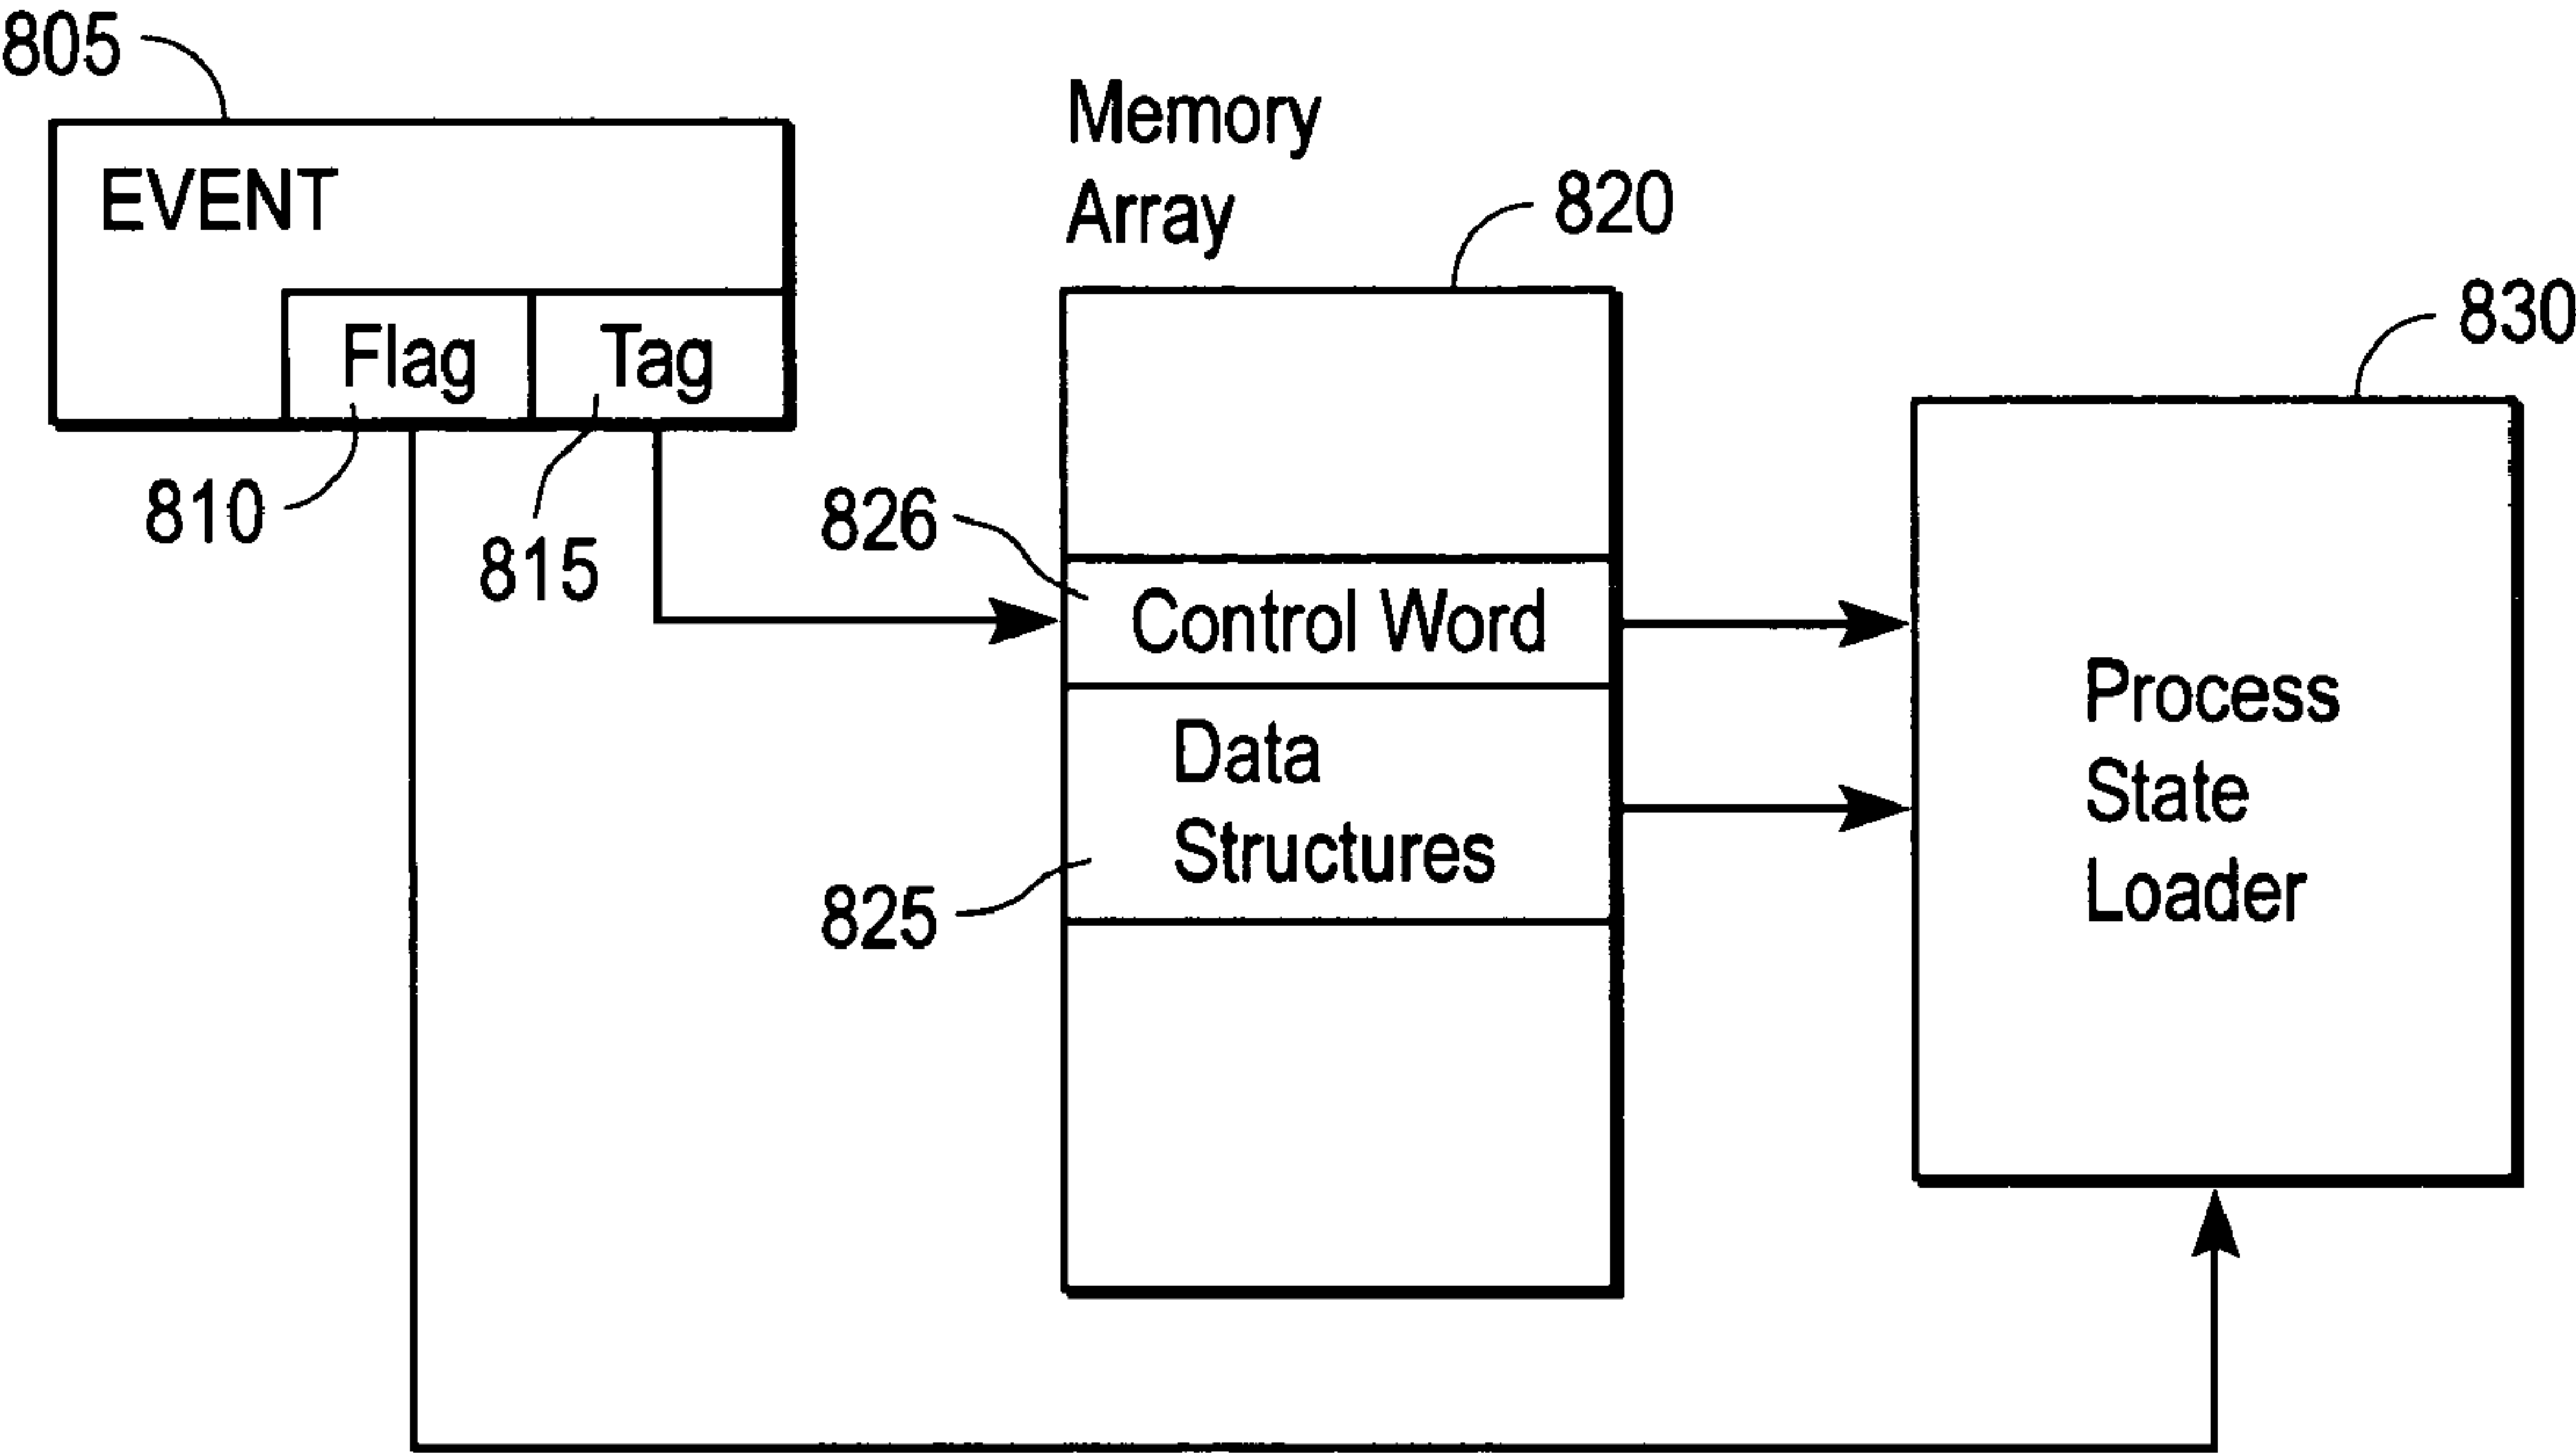 805
EVENT
Flag
Tag
810
815
Memory
Array
820
826
Control Word
Data
Structures
825
830
Process
State
Loader